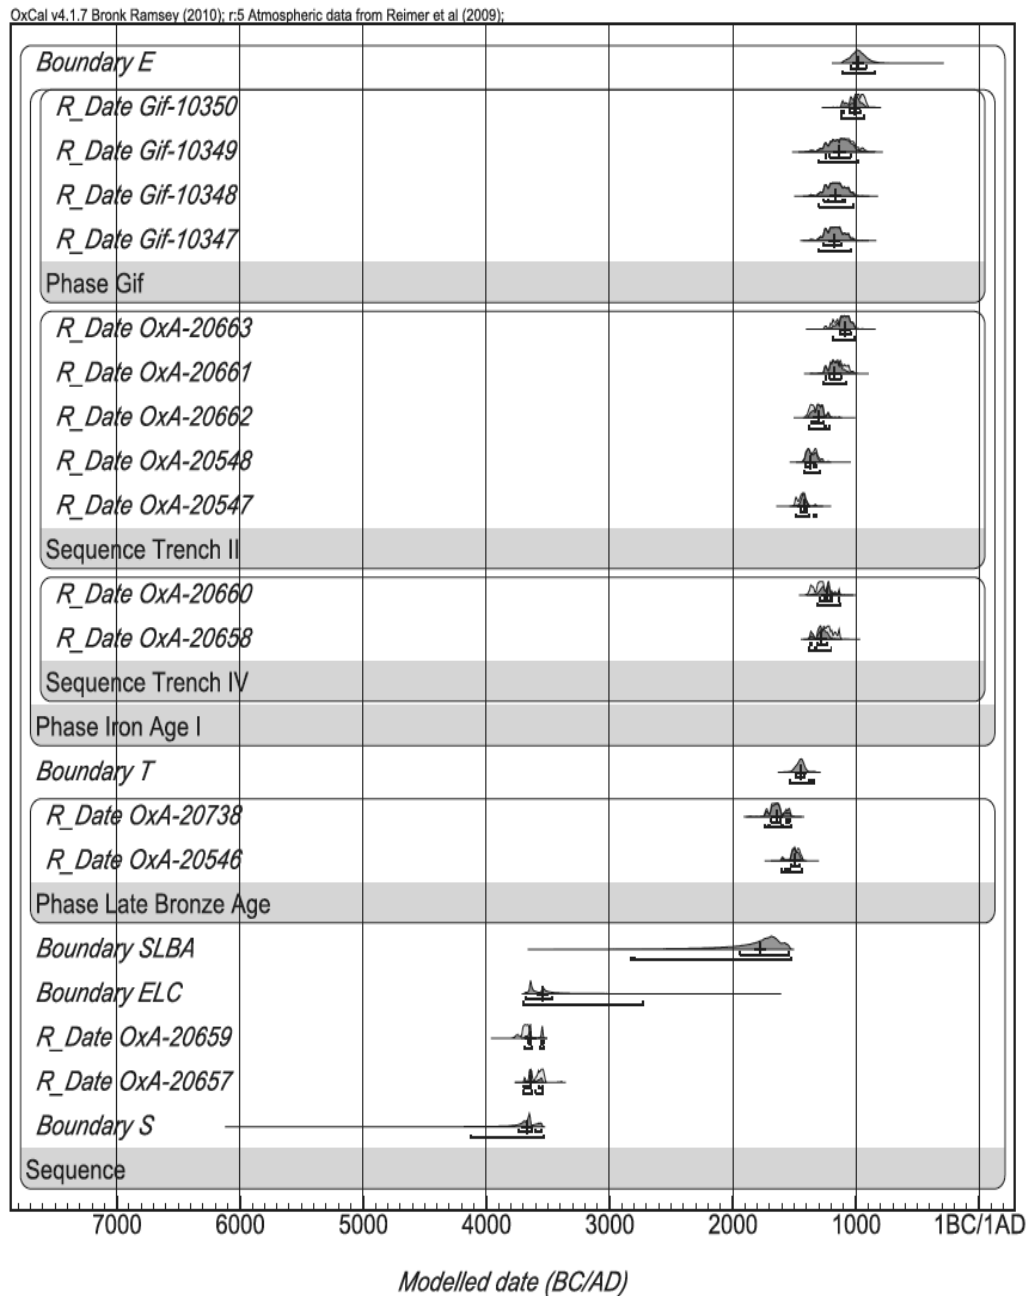 OxCal v4.1.7 Bronk Ramsey (2010); r:5 Atmospheric data from Reimer et al (2009);
Boundary E
R_Date Gif-10350
R_Date Gif-10349
R_Date Gif-10348
R_Date Gif-10347
Phase Gif
R_Date OxA-20663
R_Date OxA-20661
R_Date OxA-20662
R_Date OxA-20548
R_Date OxA-20547
Sequence Trench II
R_Date OxA-20660
R_Date OxA-20658
Sequence Trench IV
Phase Iron Age I
Boundary T
R_Date OxA-20738
R_Date OxA-20546
Phase Late Bronze Age
Boundary SLBA
Boundary ELC
R_Date OxA-20659
R_Date OxA-20657
Boundary S
Sequence
7000 6000 5000 4000 3000 2000 1000 1BC/1AD
Modelled date (BC/AD)